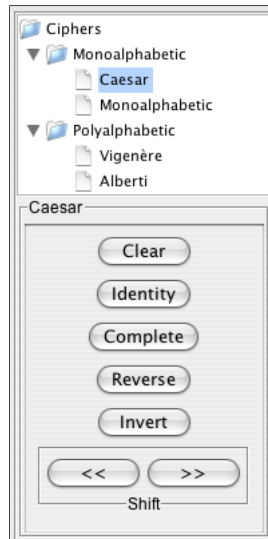 Ciphers
Monoalphabetic
Caesar
Monoalphabetic
Polyalphabetic
Vigenère
Alberti
Caesar
Clear
Identity
Complete
Reverse
Invert
<< >>
Shift